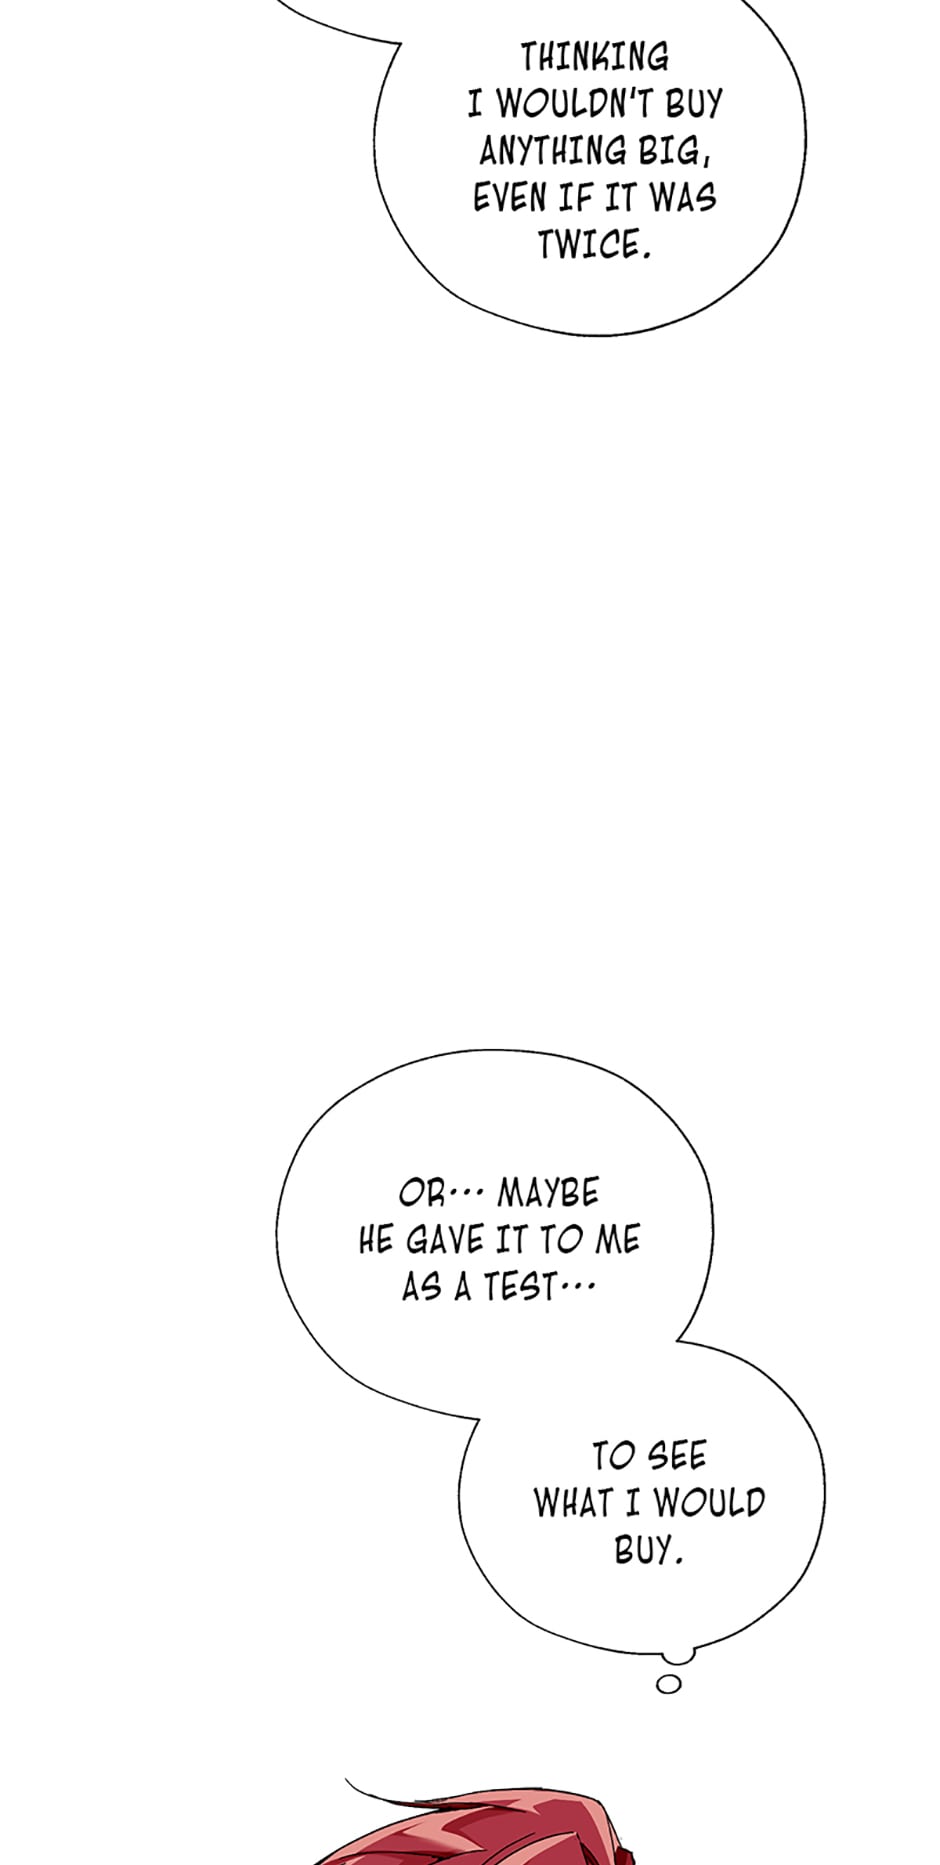 THINKING
I WOULDN'T BUY
ANYTHING BIG,
EVEN IF IT WAS
TWICE.
OR... MAYBE
HE GAVE IT TO ME
AS A TEST...
TO SEE
WHAT I WOULD
BUY.